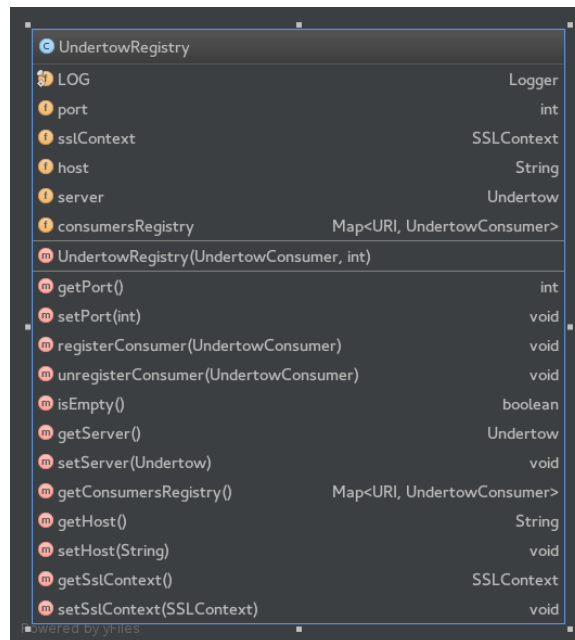 UndertowRegistry
LOG Logger
port int
sslContext SSLContext
host String
server Undertow
consumersRegistry Map<URI, UndertowConsumer>
UndertowRegistry(UndertowConsumer, int)
getPort() int
setPort(int) void
registerConsumer(UndertowConsumer) void
unregisterConsumer(UndertowConsumer) void
isEmpty() boolean
getServer() Undertow
setServer(Undertow) void
getConsumersRegistry() Map<URI, UndertowConsumer>
getHost() String
setHost(String) void
getSslContext() SSLContext
setSslContext(SSLContext) void
Powered by yFiles